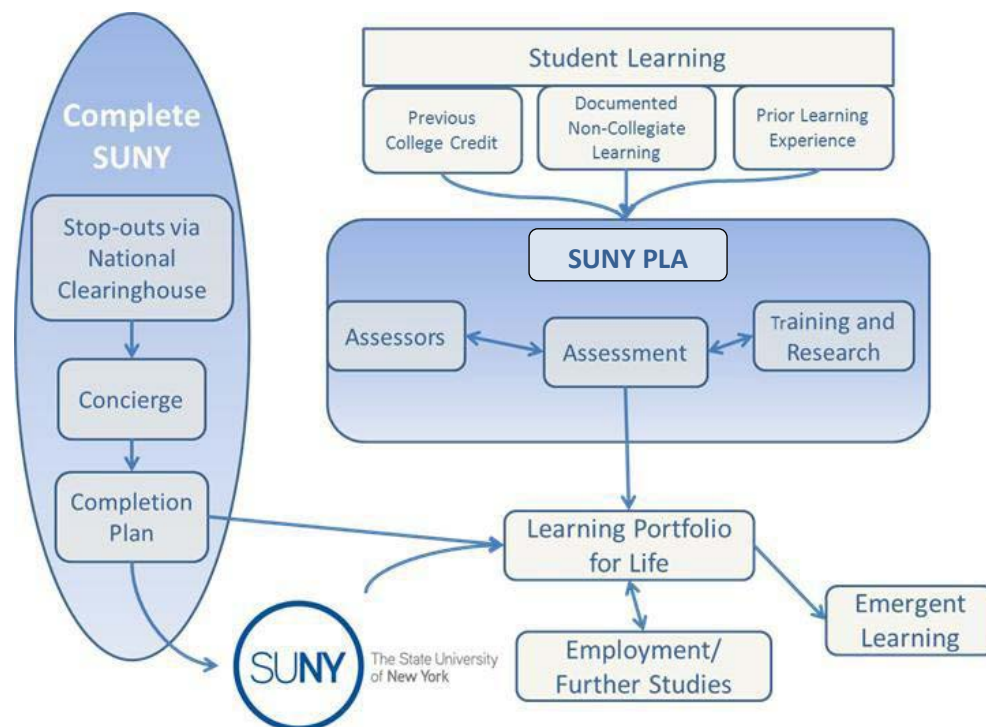 Complete
SUNY
Stop-outs via
National
Clearinghouse
Concierge
Completion
Plan
Student Learning
Previous
College Credit
Documented
Non-Collegiate
Learning
Prior Learning
Experience
SUNY PLA
Assessors
Assessment
Training and
Research
Learning Portfolio
for Life
Emergent
Learning
Employment/
Further Studies
SUNY
The State University
of New York